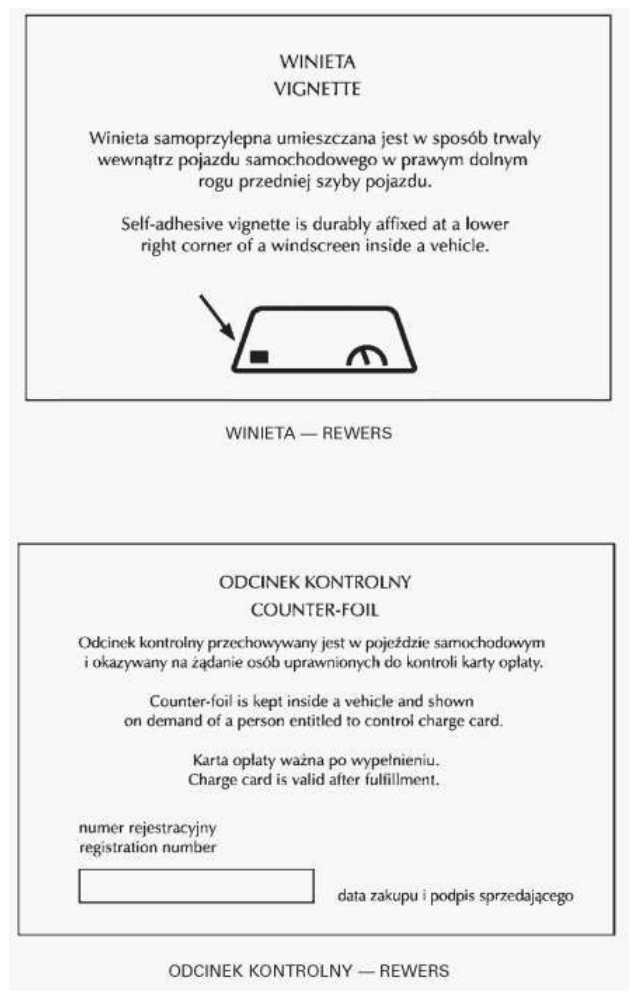 WINIETA
VIGNETTE
Winieta samoprzylepna umieszczana jest w sposób trwały
wewnątrz pojazdu samochodowego w prawym dolnym
rogu przedniej szyby pojazdu.
Self-adhesive vignette is durably affixed at a lower
right corner of a windscreen inside a vehicle.
WINIETA — REWERS
ODCINEK KONTROLNY
COUNTER-FOIL
Odcinek kontrolny przechowywany jest w pojeździe samochodowym
i okazywany na żądanie osób uprawnionych do kontroli karty opłaty.
Counter-foil is kept inside a vehicle and shown
on demand of a person entitled to control charge card.
Karta opłaty ważna po wypełnieniu.
Charge card is valid after fulfillment.
numer rejestracyjny
registration number
data zakupu i podpis sprzedającego
ODCINEK KONTROLNY — REWERS